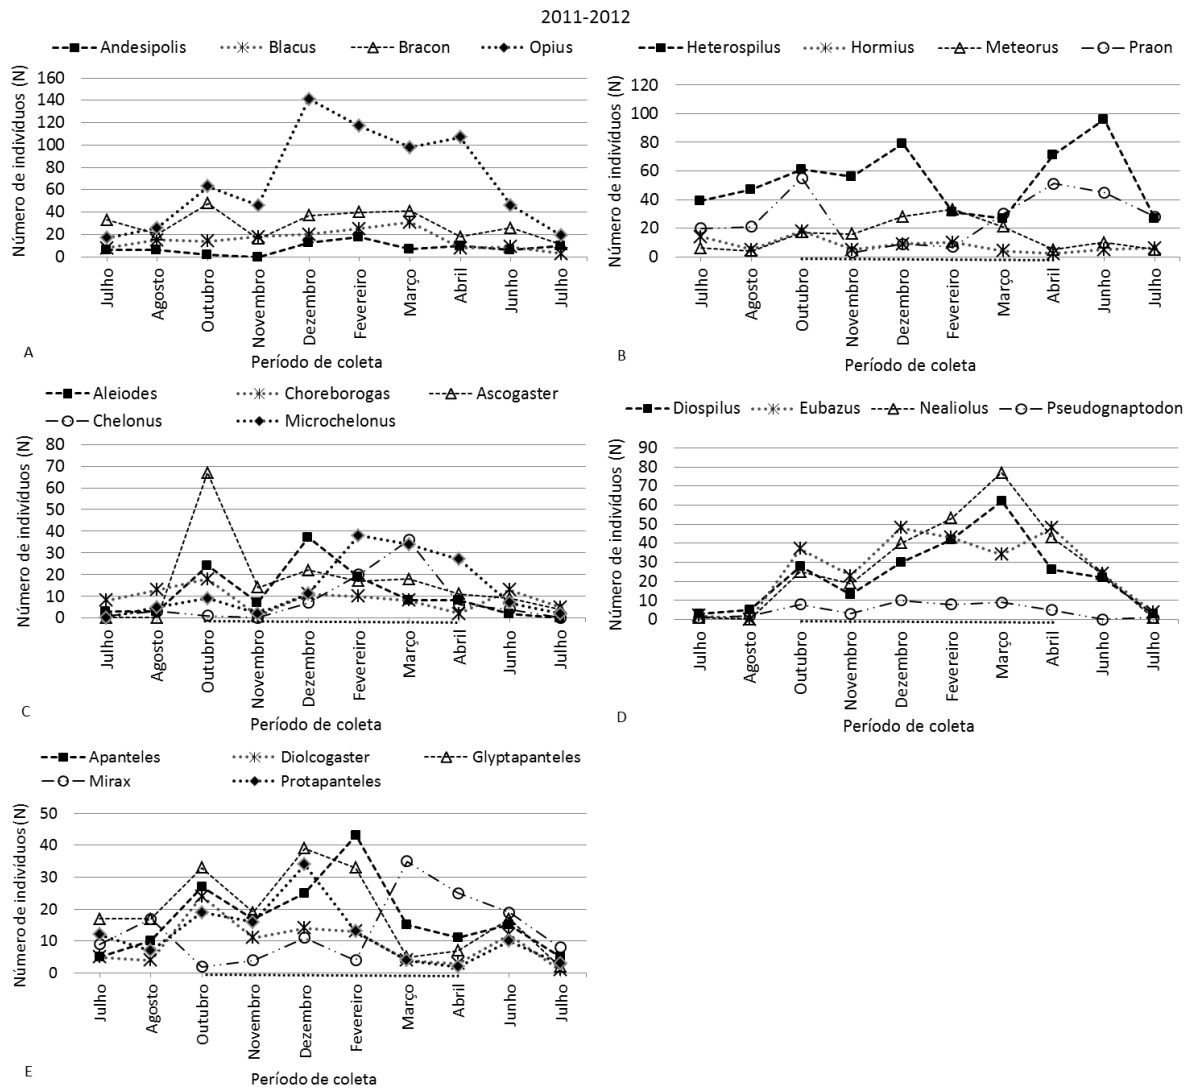 2011-2012
Andesipolis Blacus Bracon Opius
Número de indivíduos (N)
160
140
120
100
80
60
40
20
0
Julho Agosto Outubro Novembro Dezembro Fevereiro Março Abril Junho Julho
A
Período de coleta
Heterospilus Hormius Meteorus Praon
Número de indivíduos (N)
120
100
80
60
40
20
0
Julho Agosto Outubro Novembro Dezembro Fevereiro Março Abril Junho Julho
B
Período de coleta
Aleiodes Choreborogas Ascogaster
Chelonus Microchelonus
Número de indivíduos (N)
80
70
60
50
40
30
20
10
0
Julho Agosto Outubro Novembro Dezembro Fevereiro Março Abril Junho Julho
C
Período de coleta
Diospilus Eubazus Nealiolus Pseudognaptodon
Número de indivíduos (N)
90
80
70
60
50
40
30
20
10
0
Julho Agosto Outubro Novembro Dezembro Fevereiro Março Abril Junho Julho
D
Período de coleta
Apanteles Diolcogaster Glyptapanteles
Mirax Protapanteles
Número de indivíduos (N)
50
40
30
20
10
0
Julho Agosto Outubro Novembro Dezembro Fevereiro Março Abril Junho Julho
E
Período de coleta